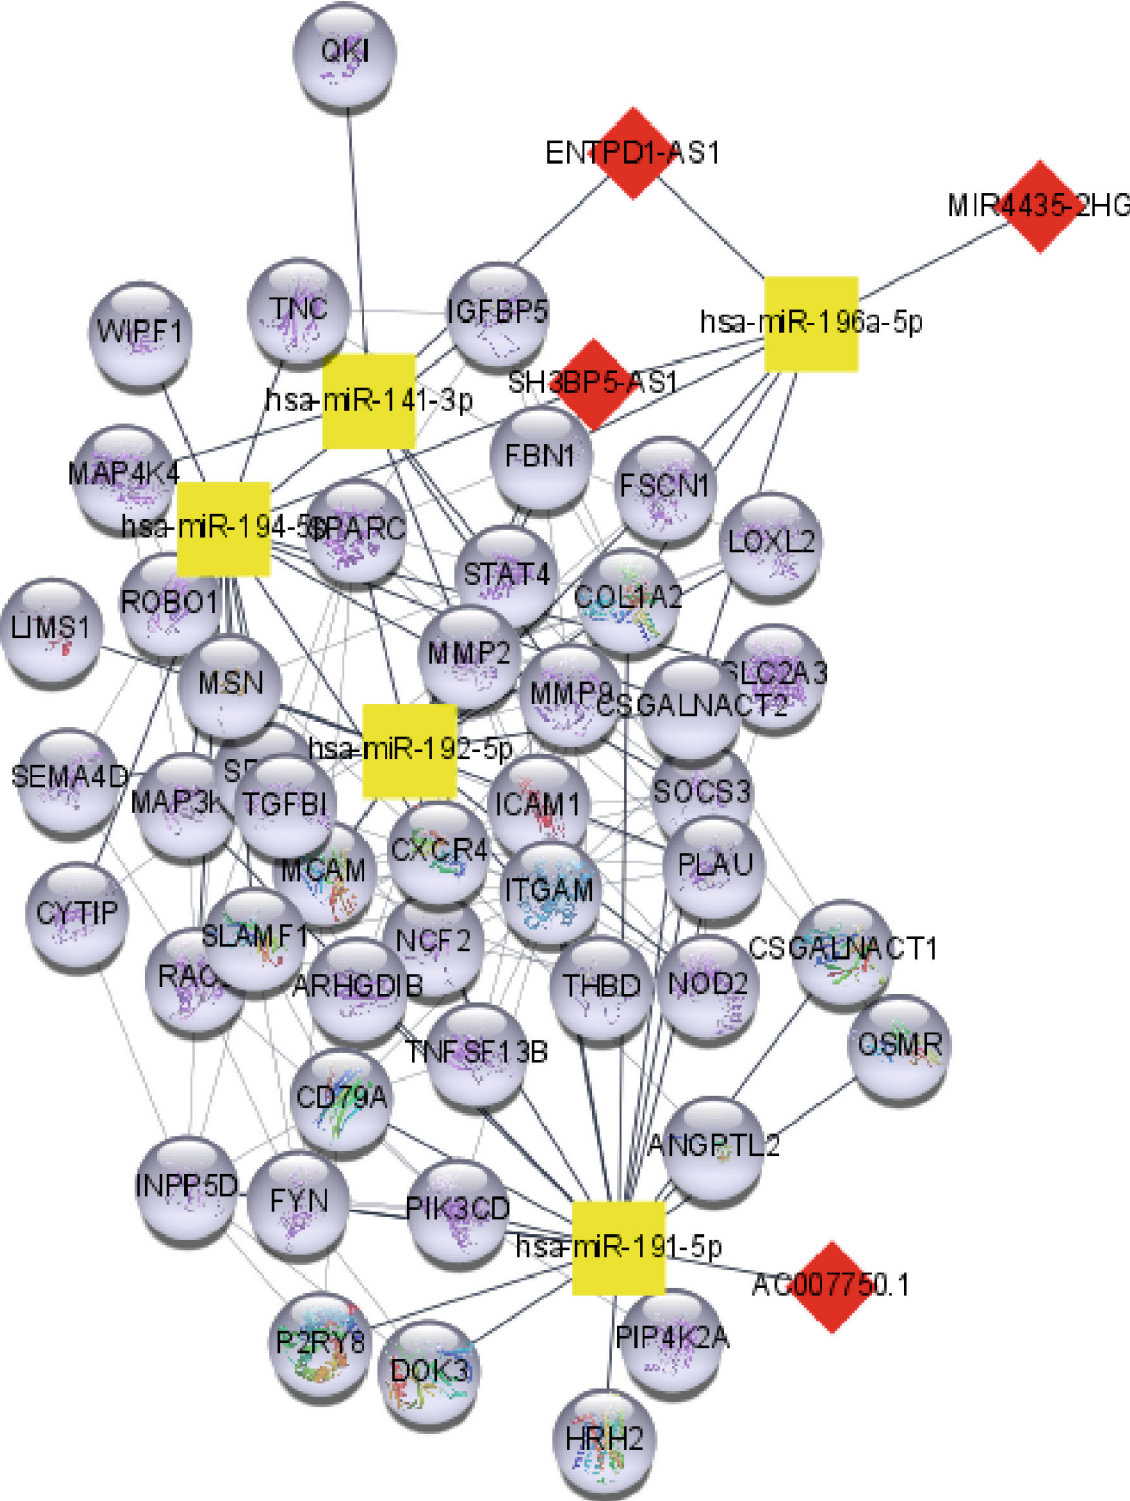 QKI
ENTPD1-AS1
MIR4435-2HG
TNC
IGFBP5
WIPF1
hsa-miR-196a-5p
SH3BP5-AS1
hsa-miR-141-3p
FBN1
MAP4K4
FSCN1
hsa-miR-194-5p
SPARC
LOXL2
STAT4
COL1A2
ROBO1
LIMS1
MMP2
MSN
SLC2A3
MMP9
CSGALNACT2
hsa-miR-192-5p
SEMA4D
MAP3K
TGFBI
ICAM1
SOCS3
CXCR4
PLAU
MCAM
ITGAM
CYTIP
SLAMF1
NCF2
CSGALNACT1
RAC
ARHGDIB
THBD
NOD2
OSMR
TNFSF13B
CD79A
ANGPTL2
INPP5D
FYN
PIK3CD
hsa-miR-191-5p
AC007750.1
P2RY8
DOK3
PIP4K2A
HRH2